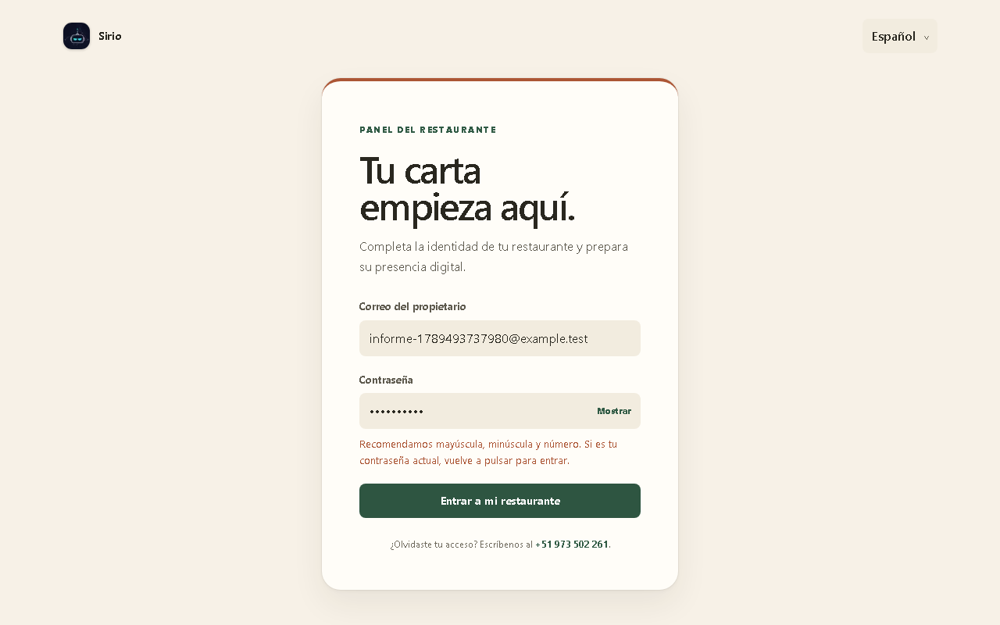 Sirio
Español
PANEL DEL RESTAURANTE
Tu carta
empieza aquí.
Completa la identidad de tu restaurante y prepara
su presencia digital.
Correo del propietario
informe-1789493737980@example.test
Contraseña
•••••••••• Mostrar
Recomendamos mayúscula, minúscula y número. Si es tu
contraseña actual, vuelve a pulsar para entrar.
Entrar a mi restaurante
¿Olvidaste tu acceso? Escríbenos al +51 973 502 261.